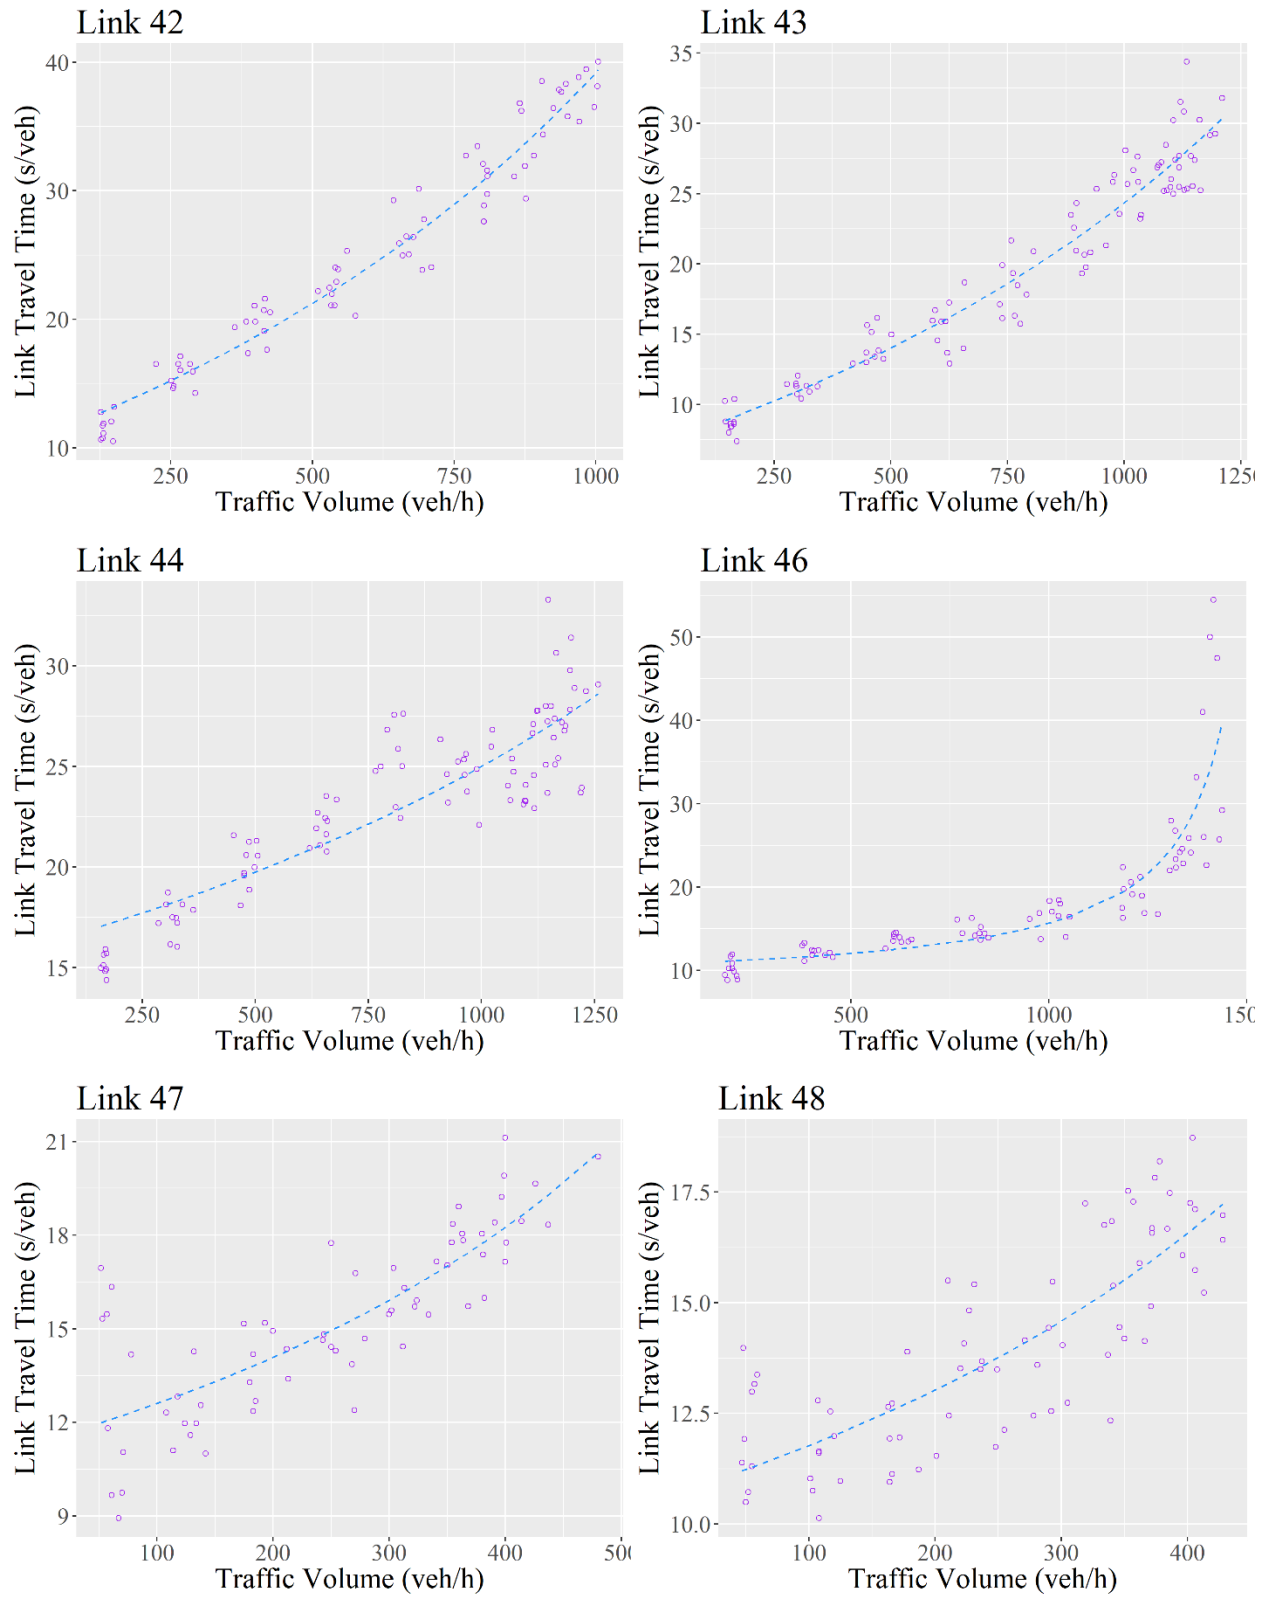 Link 42
Link Travel Time (s/veh)
40
30
20
10
250 500 750 1000
Traffic Volume (veh/h)
Link 43
Link Travel Time (s/veh)
35
30
25
20
15
10
250 500 750 1000 1250
Traffic Volume (veh/h)
Link 44
Link Travel Time (s/veh)
30
25
20
15
250 500 750 1000 1250
Traffic Volume (veh/h)
Link 46
Link Travel Time (s/veh)
50
40
30
20
10
500 1000 150
Traffic Volume (veh/h)
Link 47
Link Travel Time (s/veh)
21
18
15
12
9
100 200 300 400 500
Traffic Volume (veh/h)
Link 48
Link Travel Time (s/veh)
17.5
15.0
12.5
10.0
100 200 300 400
Traffic Volume (veh/h)